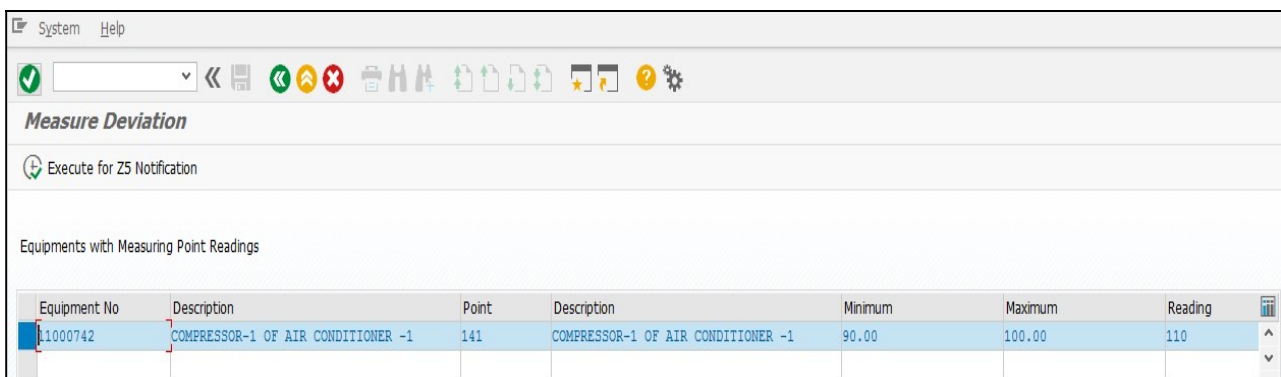 System Help
Measure Deviation
Execute for Z5 Notification
Equipments with Measuring Point Readings
Equipment No Description Point Description Minimum Maximum Reading
11000742 COMPRESSOR-1 OF AIR CONDITIONER -1 141 COMPRESSOR-1 OF AIR CONDITIONER -1 90.00 100.00 110